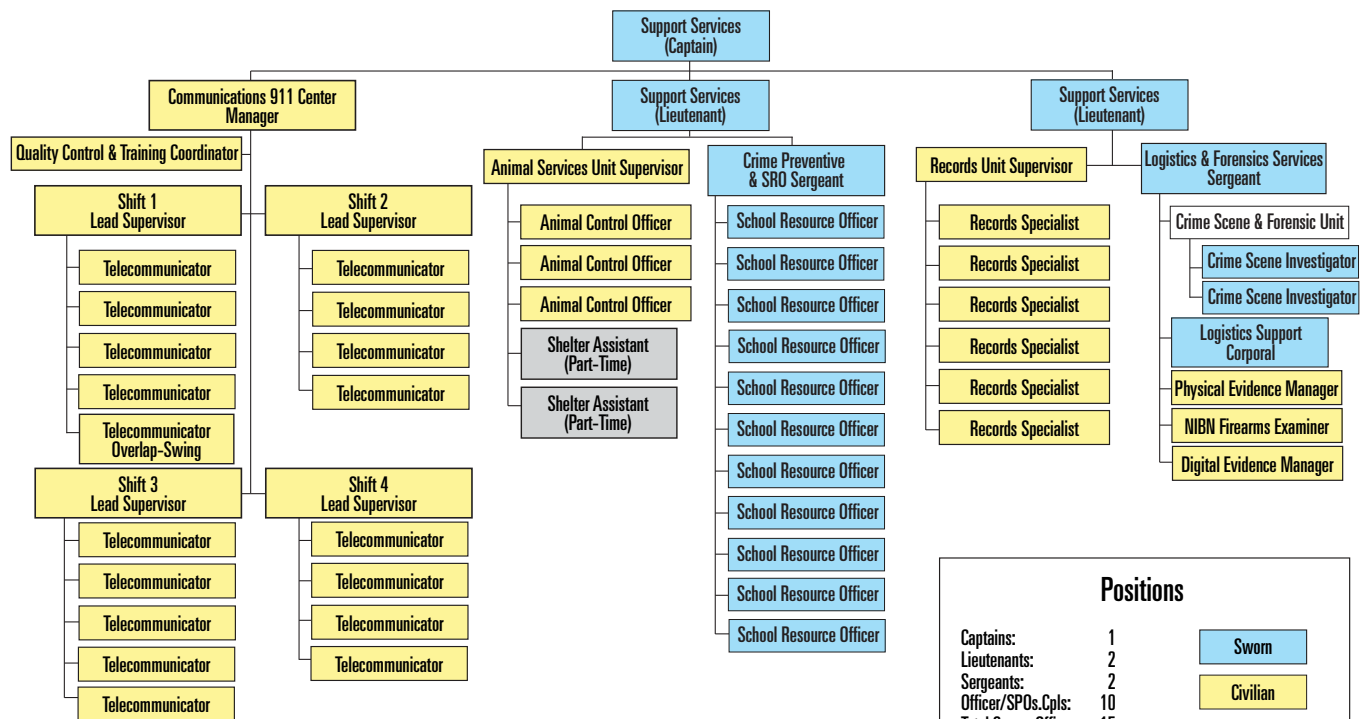 Support Services
(Captain)
Communications 911 Center
Manager
Quality Control & Training Coordinator
Shift 1
Lead Supervisor
Telecommunicator
Telecommunicator
Telecommunicator
Telecommunicator
Telecommunicator
Overlap-Swing
Shift 2
Lead Supervisor
Telecommunicator
Telecommunicator
Telecommunicator
Telecommunicator
Shift 3
Lead Supervisor
Telecommunicator
Telecommunicator
Telecommunicator
Telecommunicator
Telecommunicator
Shift 4
Lead Supervisor
Telecommunicator
Telecommunicator
Telecommunicator
Telecommunicator
Support Services
(Lieutenant)
Animal Services Unit Supervisor
Animal Control Officer
Animal Control Officer
Animal Control Officer
Shelter Assistant
(Part-Time)
Shelter Assistant
(Part-Time)
Crime Preventive
& SRO Sergeant
School Resource Officer
School Resource Officer
School Resource Officer
School Resource Officer
School Resource Officer
School Resource Officer
School Resource Officer
School Resource Officer
School Resource Officer
School Resource Officer
School Resource Officer
Support Services
(Lieutenant)
Records Unit Supervisor
Records Specialist
Records Specialist
Records Specialist
Records Specialist
Records Specialist
Records Specialist
Logistics & Forensics Services
Sergeant
Crime Scene & Forensic Unit
Crime Scene Investigator
Crime Scene Investigator
Logistics Support
Corporal
Physical Evidence Manager
NIBN Firearms Examiner
Digital Evidence Manager
Positions
Captains: 1
Lieutenants: 2
Sergeants: 2
Officer/SPOs.Cpls: 10
Sworn
Civilian